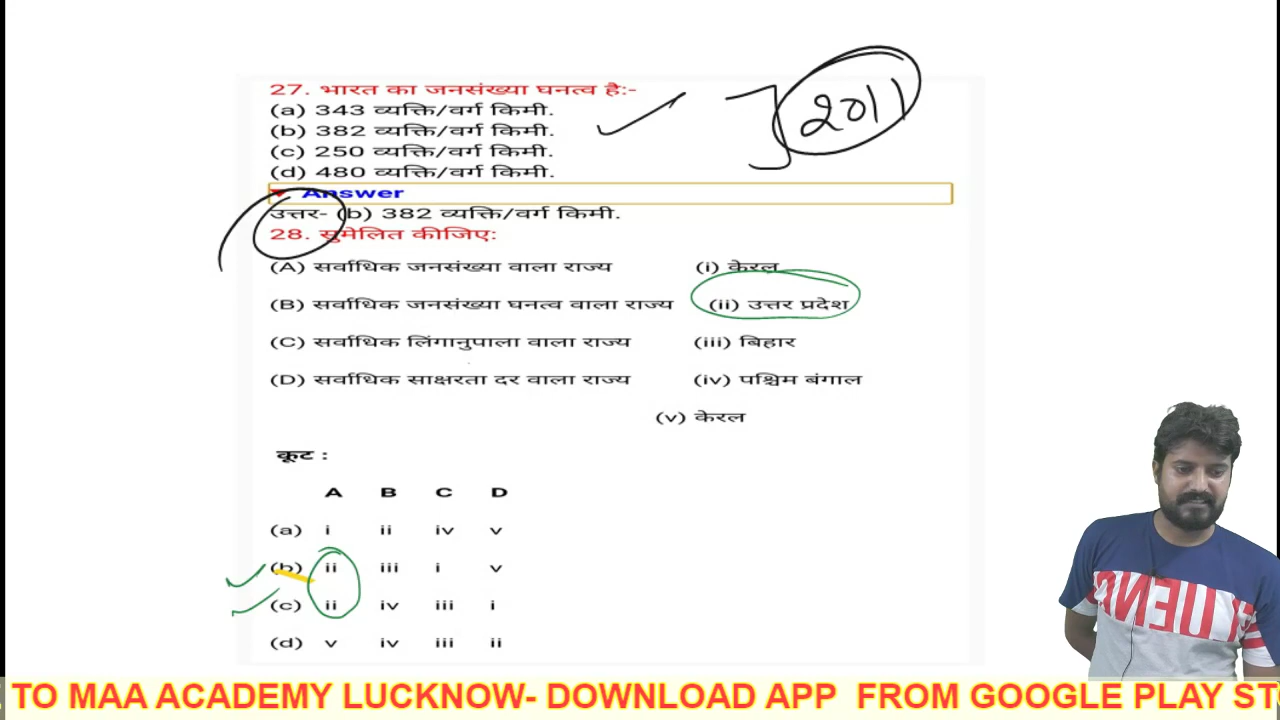 27. भारत का जनसंख्या घनत्व है:-
(a) 343 व्यक्ति/वर्ग किमी.
(b) 382 व्यक्ति/वर्ग किमी.
(c) 250 व्यक्ति/वर्ग किमी.
(d) 480 व्यक्ति/वर्ग किमी.
2011
Answer
उत्तर- (b) 382 व्यक्ति/वर्ग किमी.
28. सुमेलित कीजिए:
(A) सर्वाधिक जनसंख्या वाला राज्य (i) केरल
(B) सर्वाधिक जनसंख्या घनत्व वाला राज्य (ii) उत्तर प्रदेश
(C) सर्वाधिक लिंगानुपाला वाला राज्य (iii) बिहार
(D) सर्वाधिक साक्षरता दर वाला राज्य (iv) पश्चिम बंगाल
(v) केरल
कूट :
A B C D
(a) i ii iv v
(b) ii iii i v
(c) ii iv iii i
(d) v iv iii ii
TO MAA ACADEMY LUCKNOW- DOWNLOAD APP FROM GOOGLE PLAY ST